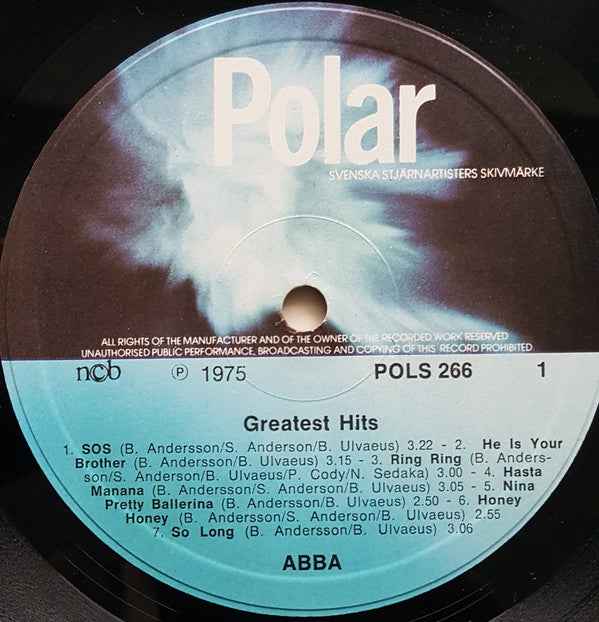 Polar
SVENSKA STJÄRNARTISTERS SKIVMÄRKE
ALL RIGHTS OF THE MANUFACTURER AND OF THE OWNER OF THE RECORDED WORK RESERVED
UNAUTHORISED PUBLIC PERFORMANCE, BROADCASTING AND COPYING OF THIS RECORD PROHIBITED.
n©b ℗ 1975 POLS 266 1
Greatest Hits
1. SOS (B. Andersson/S. Anderson/B. Ulvaeus) 3.22 - 2. He Is Your
Brother (B. Andersson/B. Ulvaeus) 3.15 - 3. Ring Ring (B. Anders-
son/S. Andersson/B. Ulvaeus/P. Cody/N. Sedaka) 3.00 - 4. Hasta
Manana (B. Andersson/S. Anderson/B. Ulvaeus) 3.05 - 5. Nina
Pretty Ballerina (B. Andersson/B. Ulvaeus) 2.50 - 6. Honey
Honey (B. Andersson/S. Anderson/B. Ulvaeus) 2.55
7. So Long (B. Andersson/B. Ulvaeus) 3.06
ABBA